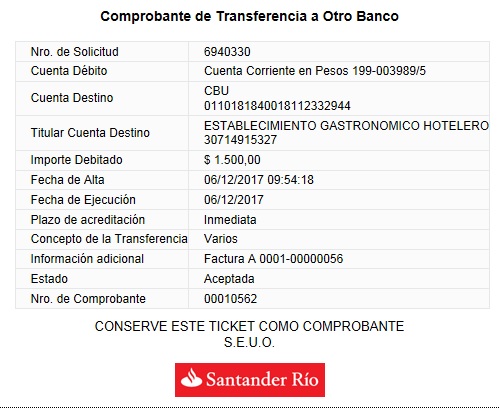 Comprobante de Transferencia a Otro Banco
Nro. de Solicitud 6940330
Cuenta Débito Cuenta Corriente en Pesos 199-003989/5
Cuenta Destino CBU
0110181840018112332944
Titular Cuenta Destino ESTABLECIMIENTO GASTRONOMICO HOTELERO
30714915327
Importe Debitado $ 1.500,00
Fecha de Alta 06/12/2017 09:54:18
Fecha de Ejecución 06/12/2017
Plazo de acreditación Inmediata
Concepto de la Transferencia Varios
Información adicional Factura A 0001-00000056
Estado Aceptada
Nro. de Comprobante 00010562
CONSERVE ESTE TICKET COMO COMPROBANTE
S.E.U.O.
Santander Río